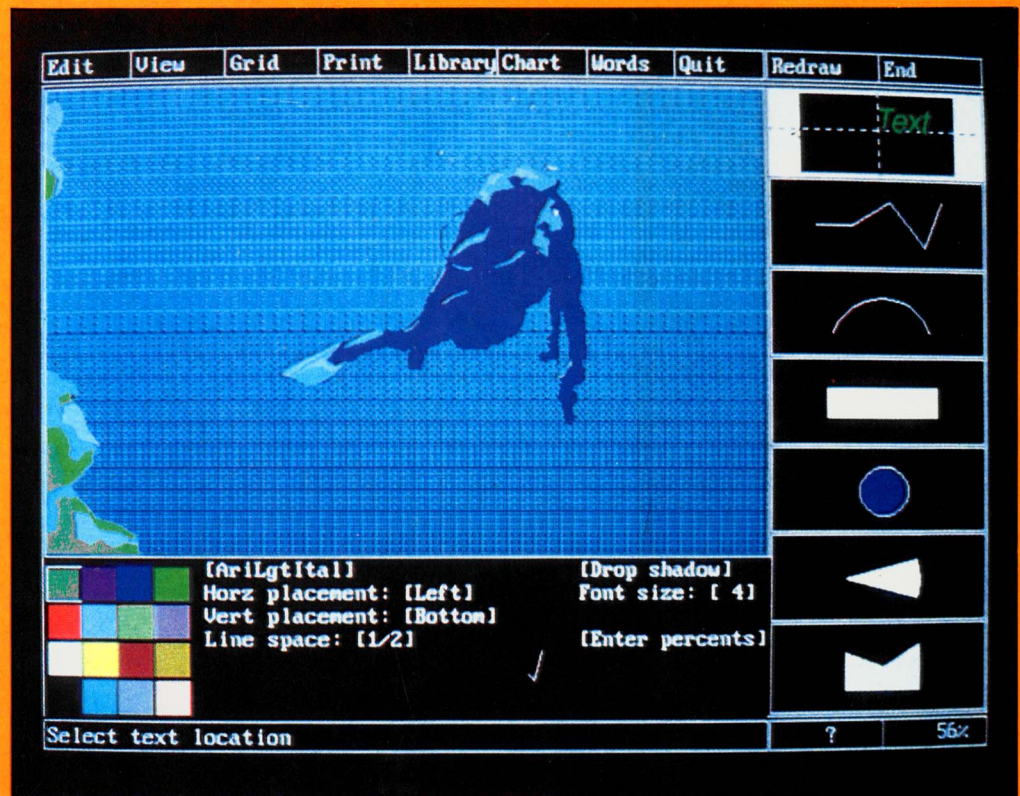 Edit View Grid Print Library Chart Words Quit Redraw End
Text
[AriLgtItal] [Drop shadow]
Horz placement: [Left] Font size: [ 4]
Vert placement: [Bottom]
Line space: [1/2] [Enter percents]
Select text location ? 56%